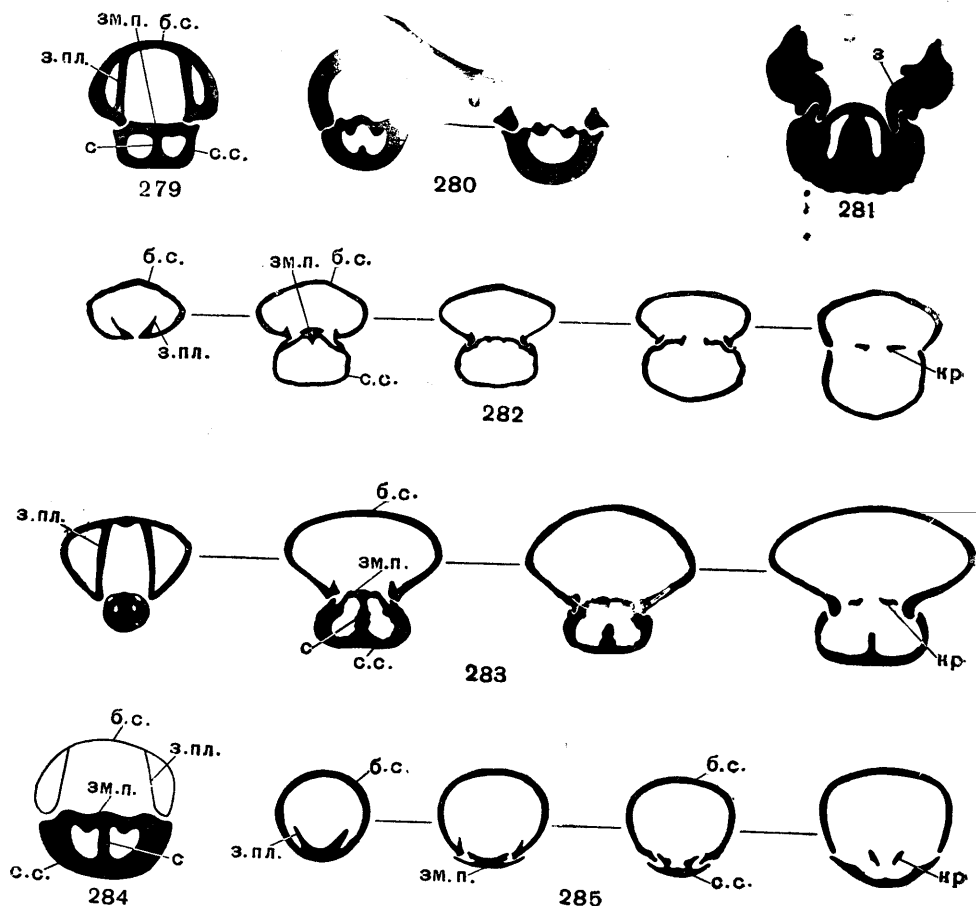 зм.п. б.с.
з.пл.
с с.с.
279
280
з
281
б.с. зм.п. б.с.
з.пл. с.с. кр.
282
з.пл. б.с. зм.п.
с с.с. кр.
283
б.с. з.пл.
зм.п.
с.с. с
284
б.с. б.с.
з.пл. зм.п. с.с. кр.
285